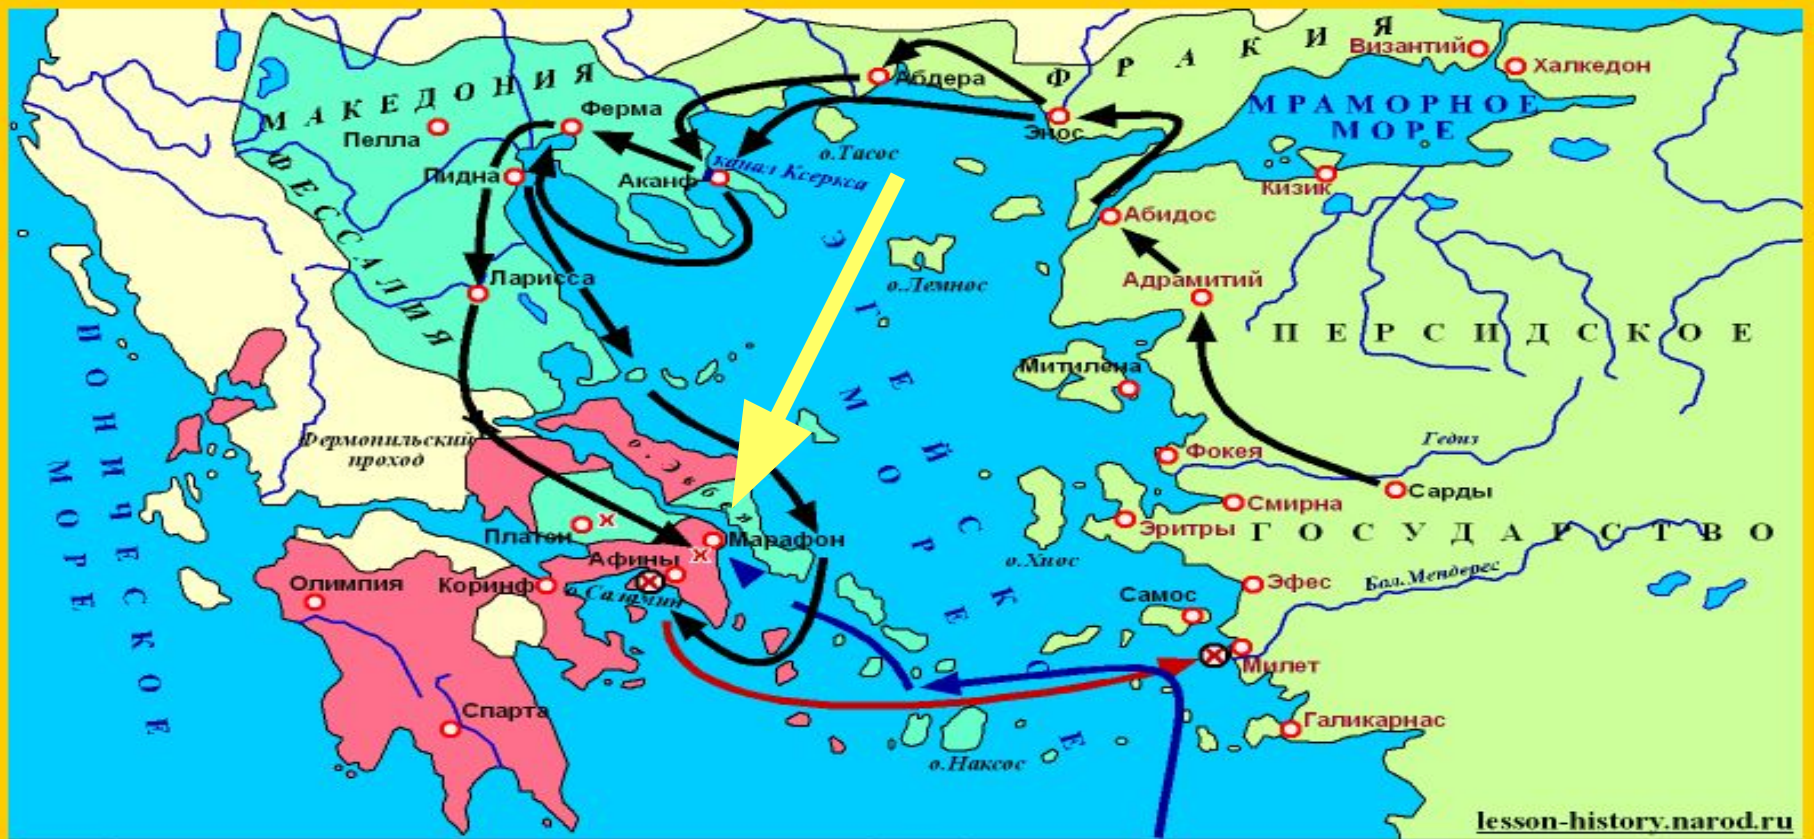 МАКЕДОНИЯ
ФРАКИЯ
Византий
Халкедон
Абдера
МРАМОРНОЕ
МОРЕ
Ферма
Пелла
Энос
о.Тасос
канал Ксеркса
Пидна
Аканф
Кизик
Абидос
ФЕССАЛИЯ
Ларисса
о.Лемнос
Адрамитий
ПЕРСИДСКОЕ
ГОСУДАРСТВО
ИОНИЧЕСКОЕ
МОРЕ
ЭГЕЙСКОЕ
МОРЕ
Митилена
Фермопильский
проход
о.Эвбея
Фокея
Гедиз
Сарды
Смирна
Эритры
о.Хиос
Платеи
Марафон
Афины
о.Саламин
Олимпия
Коринф
Эфес
Бол.Мендерес
Самос
Милет
Спарта
Галикарнас
о.Наксос
lesson-history.narod.ru